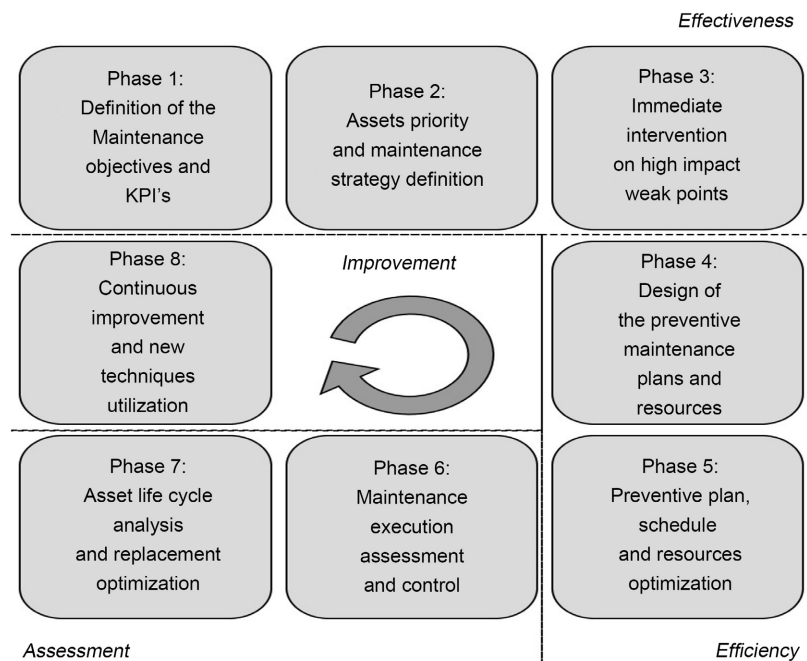 Effectiveness
Phase 1:
Definition of the
Maintenance
objectives and
KPI's
Phase 2:
Assets priority
and maintenance
strategy definition
Phase 3:
Immediate
intervention
on high impact
weak points
Phase 8:
Continuous
improvement
and new
techniques
utilization
Improvement
Phase 4:
Design of
the preventive
maintenance
plans and
resources
Phase 7:
Asset life cycle
analysis
and replacement
optimization
Phase 6:
Maintenance
execution
assessment
and control
Phase 5:
Preventive plan,
schedule
and resources
optimization
Assessment
Efficiency